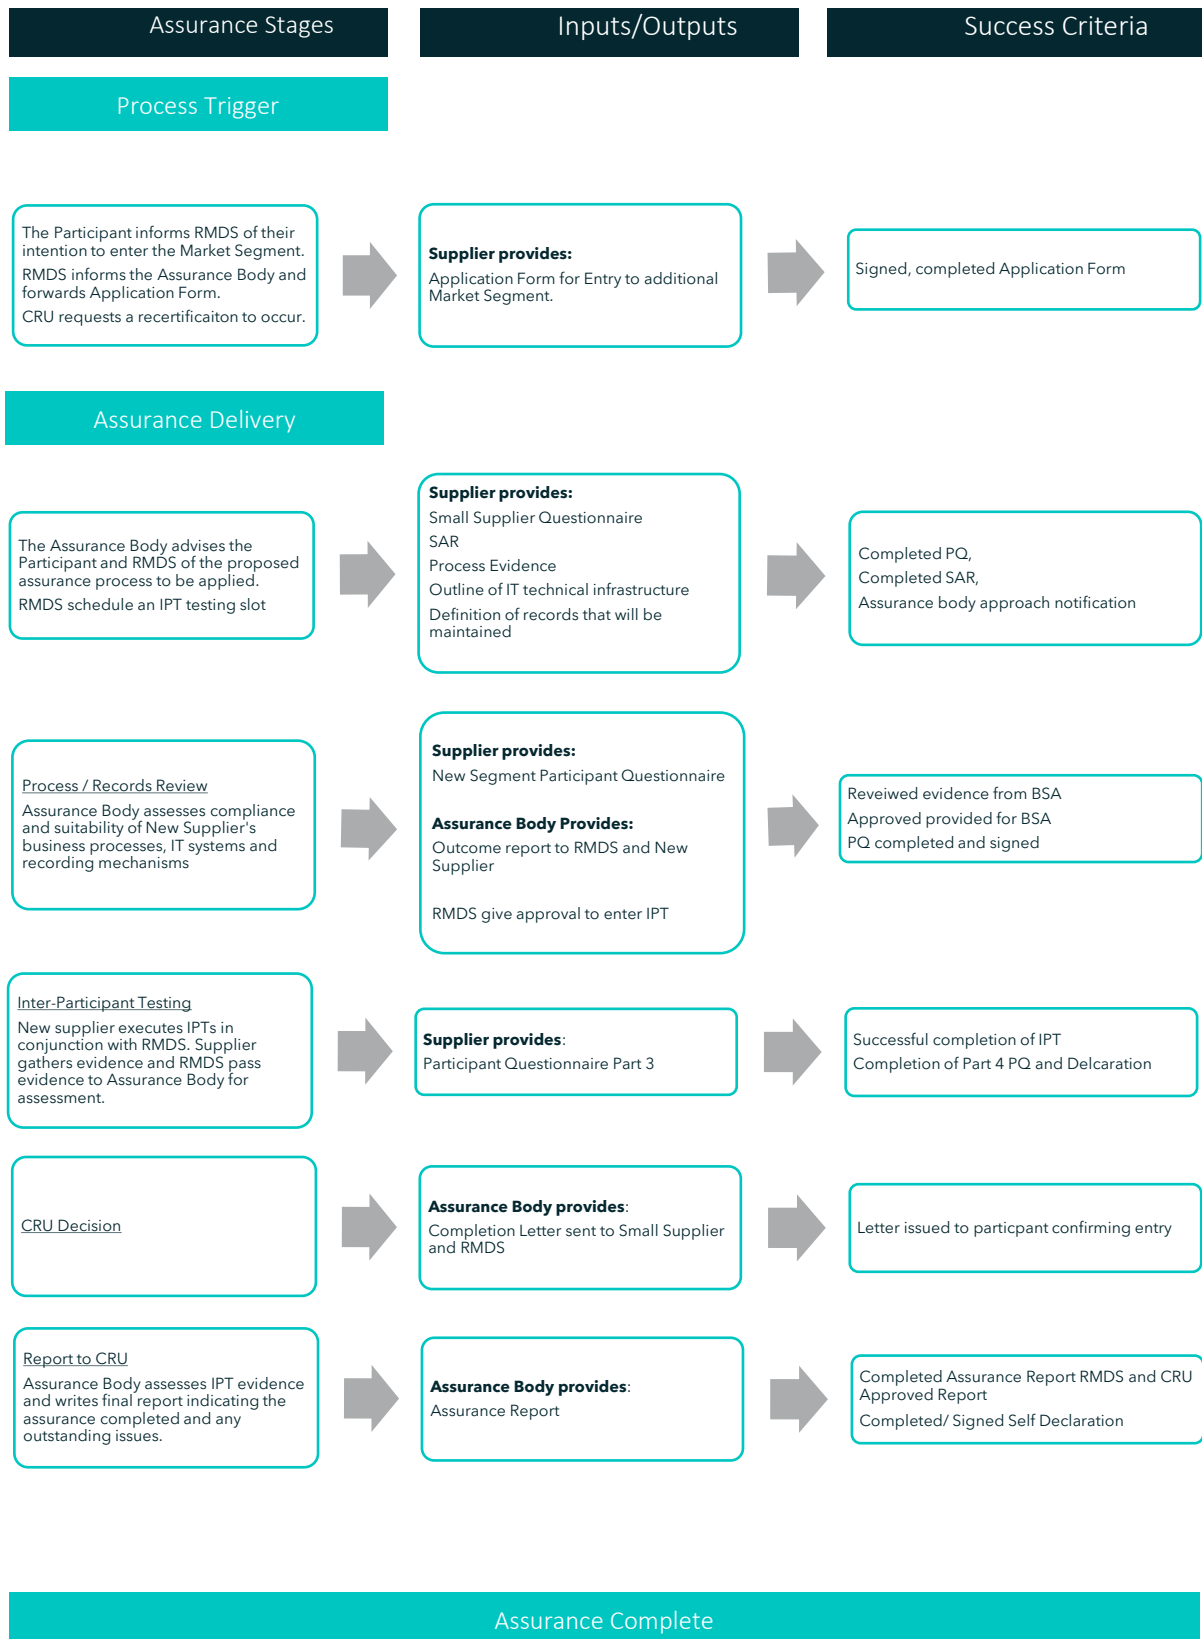 Assurance Stages
Inputs/Outputs
Success Criteria
Process Trigger
The Participant informs RMDS of their
intention to enter the Market Segment.
RMDS informs the Assurance Body and
forwards Application Form.
CRU requests a recertificaiton to occur.
Supplier provides:
Application Form for Entry to additional
Market Segment.
Signed, completed Application Form
Assurance Delivery
The Assurance Body advises the
Participant and RMDS of the proposed
assurance process to be applied.
RMDS schedule an IPT testing slot
Supplier provides:
Small Supplier Questionnaire
SAR
Process Evidence
Outline of IT technical infrastructure
Definition of records that will be
maintained
Completed PQ,
Completed SAR,
Assurance body approach notification
Process / Records Review
Assurance Body assesses compliance
and suitability of New Supplier's
business processes, IT systems and
recording mechanisms
Supplier provides:
New Segment Participant Questionnaire
Assurance Body Provides:
Outcome report to RMDS and New
Supplier
RMDS give approval to enter IPT
Reveiwed evidence from BSA
Approved provided for BSA
PQ completed and signed
Inter-Participant Testing
New supplier executes IPTs in
conjunction with RMDS. Supplier
gathers evidence and RMDS pass
evidence to Assurance Body for
assessment.
Supplier provides:
Participant Questionnaire Part 3
Successful completion of IPT
Completion of Part 4 PQ and Delcaration
CRU Decision
Assurance Body provides:
Completion Letter sent to Small Supplier
and RMDS
Letter issued to particpant confirming entry
Report to CRU
Assurance Body assesses IPT evidence
and writes final report indicating the
assurance completed and any
outstanding issues.
Assurance Body provides:
Assurance Report
Completed Assurance Report RMDS and CRU
Approved Report
Completed/ Signed Self Declaration
Assurance Complete